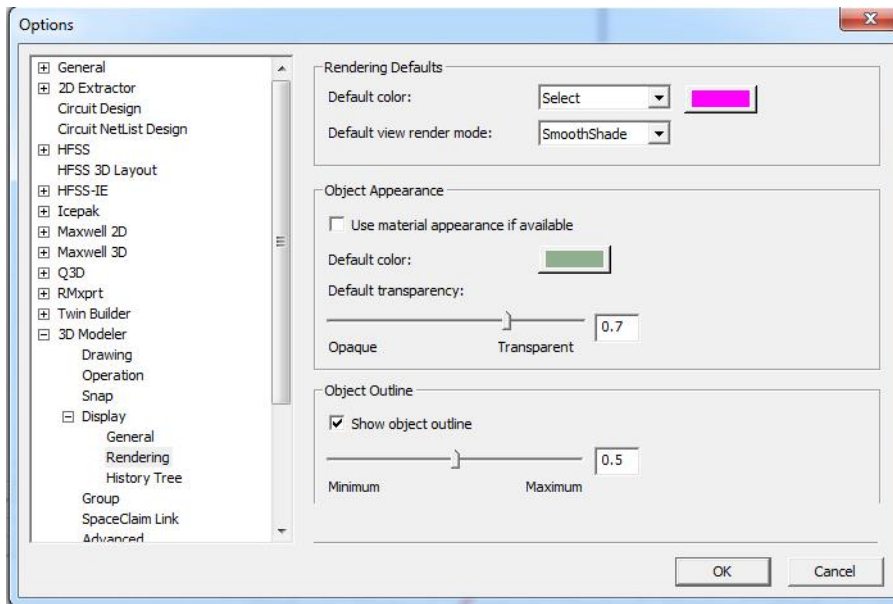 Options
General
2D Extractor
Circuit Design
Circuit NetList Design
HFSS
HFSS 3D Layout
HFSS-IE
Icepak
Maxwell 2D
Maxwell 3D
Q3D
RMxprt
Twin Builder
3D Modeler
Drawing
Operation
Snap
Display
General
Rendering
History Tree
Group
SpaceClaim Link
Advanced
Rendering Defaults
Default color: Select
Default view render mode: SmoothShade
Object Appearance
Use material appearance if available
Default color:
Default transparency:
0.7
Opaque Transparent
Object Outline
Show object outline
0.5
Minimum Maximum
OK Cancel